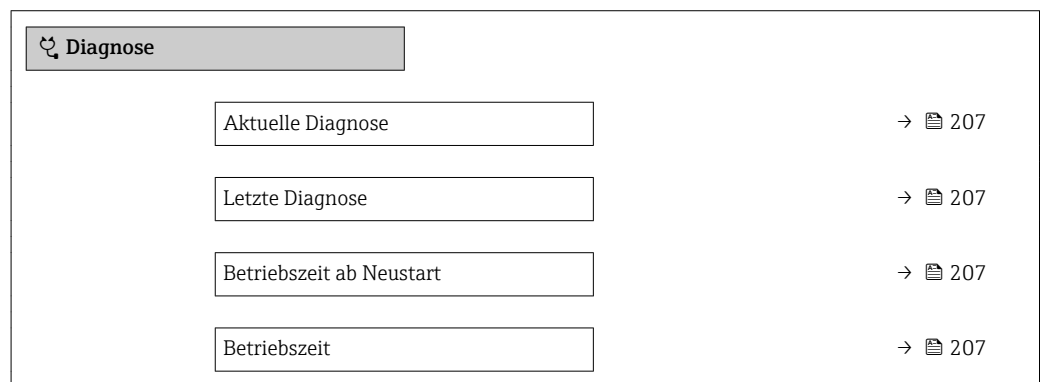 Diagnose
Aktuelle Diagnose → 207
Letzte Diagnose → 207
Betriebszeit ab Neustart → 207
Betriebszeit → 207